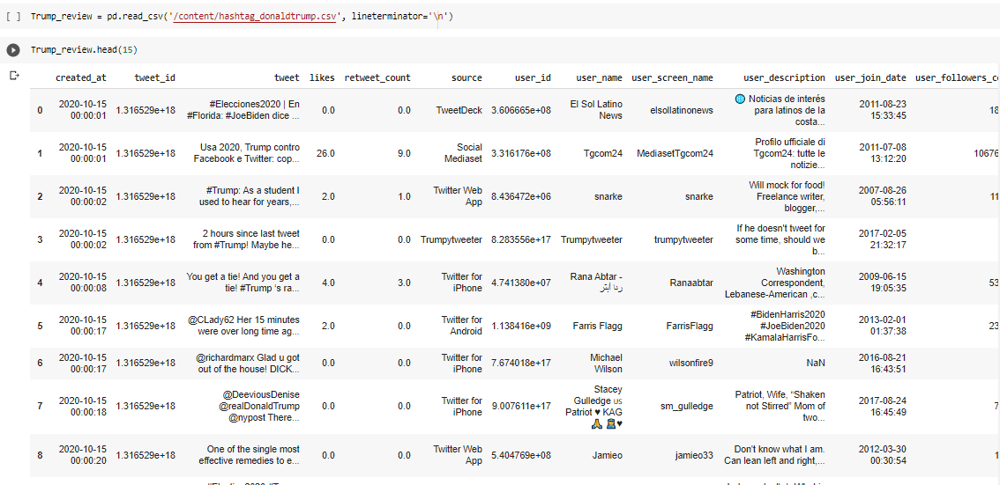 [ ] Trump_review = pd.read_csv('/content/hashtag_donaldtrump.csv', lineterminator='\n')
Trump_review.head(15)
created_at tweet_id tweet likes retweet_count source user_id user_name user_screen_name user_description user_join_date user_followers_c
0 2020-10-15 00:00:01 1.316529e+18 #Elecciones2020 | En #Florida: #JoeBiden dice ... 0.0 0.0 TweetDeck 3.606665e+08 El Sol Latino News elsollatinonews 🌐 Noticias de interés para latinos de la costa... 2011-08-23 15:33:45 18
1 2020-10-15 00:00:01 1.316529e+18 Usa 2020, Trump contro Facebook e Twitter: cop... 26.0 9.0 Social Mediaset 3.316176e+08 Tgcom24 MediasetTgcom24 Profilo ufficiale di Tgcom24: tutte le notizie... 2011-07-08 13:12:20 10676
2 2020-10-15 00:00:02 1.316529e+18 #Trump: As a student I used to hear for years,... 2.0 1.0 Twitter Web App 8.436472e+06 snarke snarke Will mock for food! Freelance writer, blogger,... 2007-08-26 05:56:11 11
3 2020-10-15 00:00:02 1.316529e+18 2 hours since last tweet from #Trump! Maybe he... 0.0 0.0 Trumpytweeter 8.283556e+17 Trumpytweeter trumpytweeter If he doesn't tweet for some time, should we b... 2017-02-05 21:32:17
4 2020-10-15 00:00:08 1.316529e+18 You get a tie! And you get a tie! #Trump 's ra... 4.0 3.0 Twitter for iPhone 4.741380e+07 Rana Abtar - رنا أبتر Ranaabtar Washington Correspondent, Lebanese-American ,c... 2009-06-15 19:05:35 53
5 2020-10-15 00:00:17 1.316529e+18 @CLady62 Her 15 minutes were over long time ag... 2.0 0.0 Twitter for Android 1.138416e+09 Farris Flagg FarrisFlagg #BidenHarris2020 #JoeBiden2020 #KamalaHarrisFo... 2013-02-01 01:37:38 23
6 2020-10-15 00:00:17 1.316529e+18 @richardmarx Glad u got out of the house! DICK... 0.0 0.0 Twitter for iPhone 7.674018e+17 Michael Wilson wilsonfire9 NaN 2016-08-21 16:43:51
7 2020-10-15 00:00:18 1.316529e+18 @DeeviousDenise @realDonaldTrump @nypost There... 0.0 0.0 Twitter for iPhone 9.007611e+17 Stacey Gulledge us Patriot ♥ KAG sm_gulledge Patriot, Wife, “Shaken not Stirred” Mom of two... 2017-08-24 16:45:49 7
8 2020-10-15 00:00:20 1.316529e+18 One of the single most effective remedies to e... 0.0 0.0 Twitter Web App 5.404769e+08 Jamieo jamieo33 Don't know what I am. Can lean left and right,... 2012-03-30 00:30:54 1